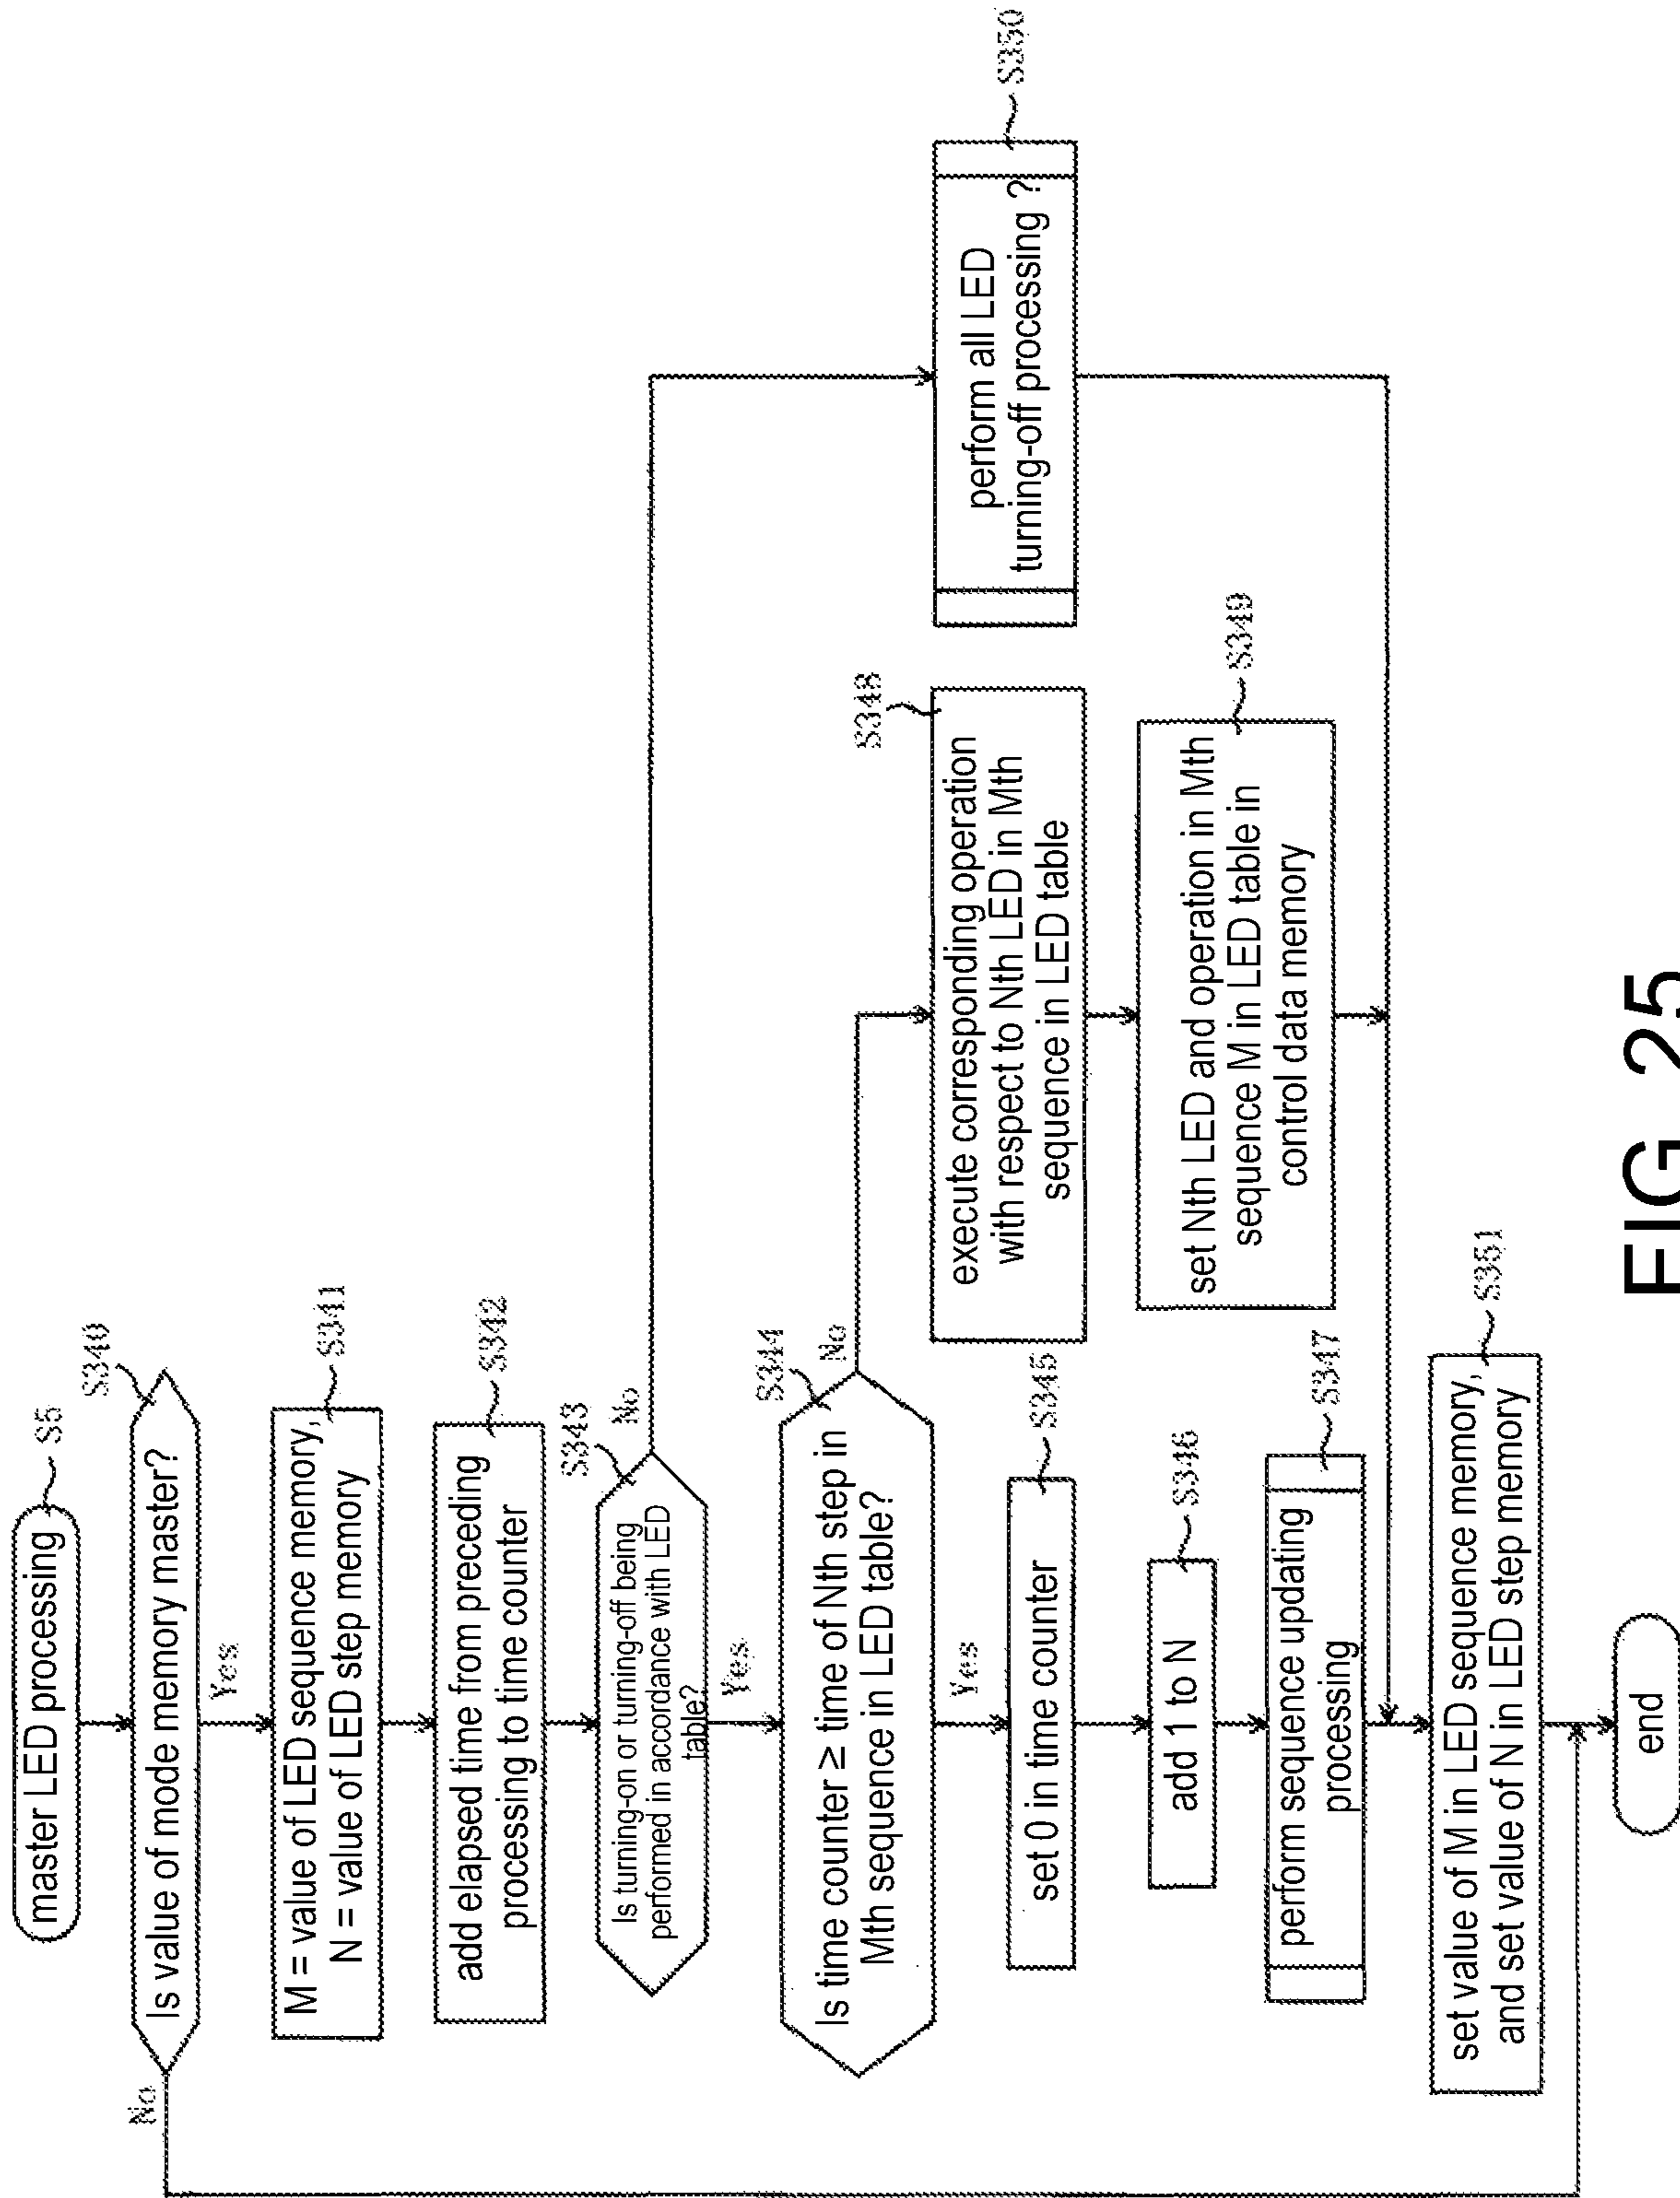 master LED processing
S5
Is value of mode memory master?
S340
No
Yes
M = value of LED sequence memory,
N = value of LED step memory
S341
add elapsed time from preceding
processing to time counter
S342
Is turning-on or turning-off being
performed in accordance with LED
table?
S343
No
Yes
Is time counter ≥ time of Nth step in
Mth sequence in LED table?
S344
No
Yes
set 0 in time counter
S345
add 1 to N
S346
perform sequence updating
processing
S347
execute corresponding operation
with respect to Nth LED in Mth
sequence in LED table
S348
set Nth LED and operation in Mth
sequence M in LED table in
control data memory
S349
perform all LED
turning-off processing ?
S350
set value of M in LED sequence memory,
and set value of N in LED step memory
S351
end
FIG. 25